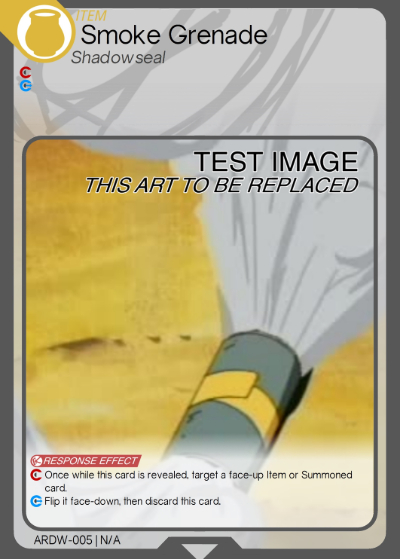 ITEM
Smoke Grenade
Shadowseal
C
C
TEST IMAGE
THIS ART TO BE REPLACED
RESPONSE EFFECT
C Once while this card is revealed, target a face-up Item or Summoned
card.
C Flip it face-down, then discard this card.
ARDW-005 | N/A